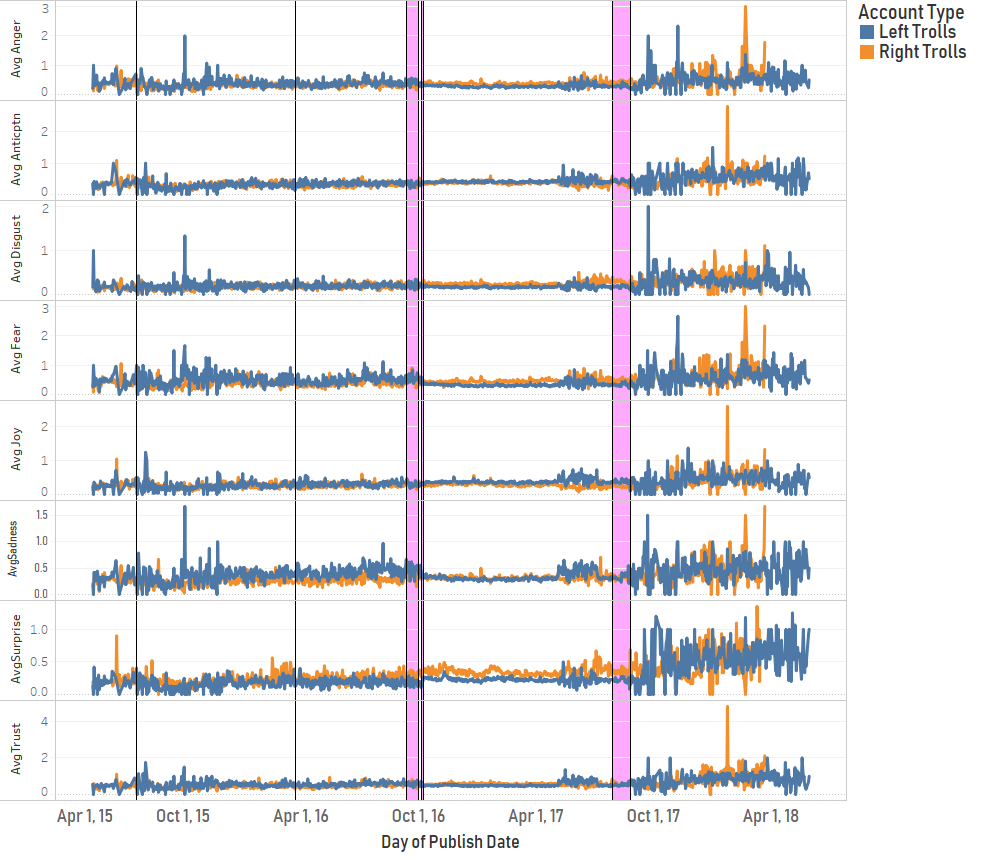 Account Type
Left Trolls
Right Trolls
Avg Anger
3
2
1
0
Avg Anticptn
2
1
0
Avg Disgust
2
1
0
Avg Fear
3
2
1
0
Avg Joy
2
1
0
AvgSadness
1.5
1.0
0.5
0.0
AvgSurprise
1.0
0.5
0.0
Avg Trust
4
2
0
Apr 1, 15 Oct 1, 15 Apr 1, 16 Oct 1, 16 Apr 1, 17 Oct 1, 17 Apr 1, 18
Day of Publish Date